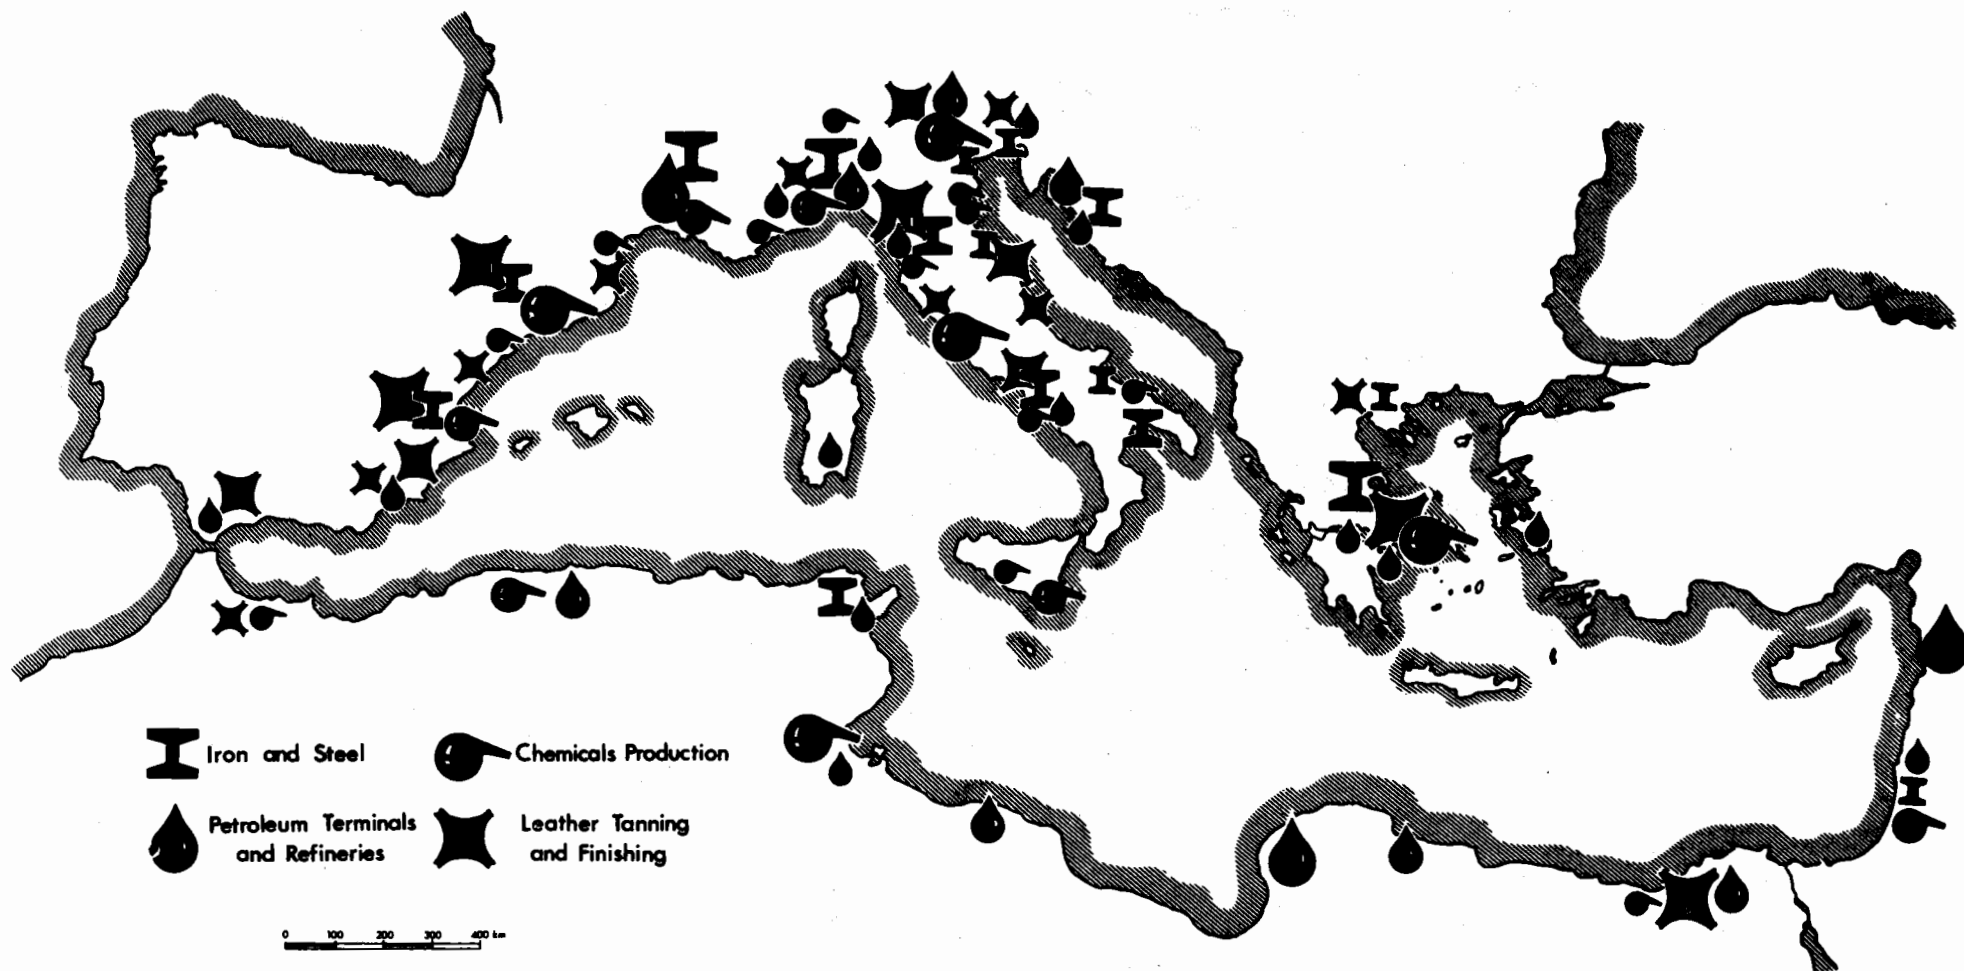 Iron and Steel
Chemicals Production
Petroleum Terminals
and Refineries
Leather Tanning
and Finishing
0 100 200 300 400 km